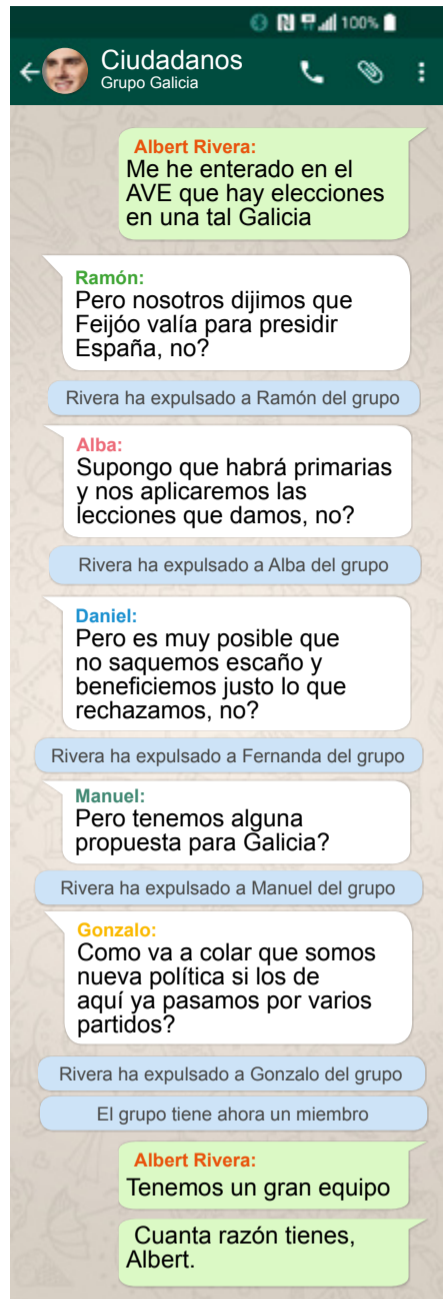 100%
Ciudadanos
Grupo Galicia
Albert Rivera:
Me he enterado en el
AVE que hay elecciones
en una tal Galicia
Ramón:
Pero nosotros dijimos que
Feijóo valía para presidir
España, no?
Rivera ha expulsado a Ramón del grupo
Alba:
Supongo que habrá primarias
y nos aplicaremos las
lecciones que damos, no?
Rivera ha expulsado a Alba del grupo
Daniel:
Pero es muy posible que
no saquemos escaño y
beneficiemos justo lo que
rechazamos, no?
Rivera ha expulsado a Fernanda del grupo
Manuel:
Pero tenemos alguna
propuesta para Galicia?
Rivera ha expulsado a Manuel del grupo
Gonzalo:
Como va a colar que somos
nueva política si los de
aquí ya pasamos por varios
partidos?
Rivera ha expulsado a Gonzalo del grupo
El grupo tiene ahora un miembro
Albert Rivera:
Tenemos un gran equipo
Cuanta razón tienes,
Albert.